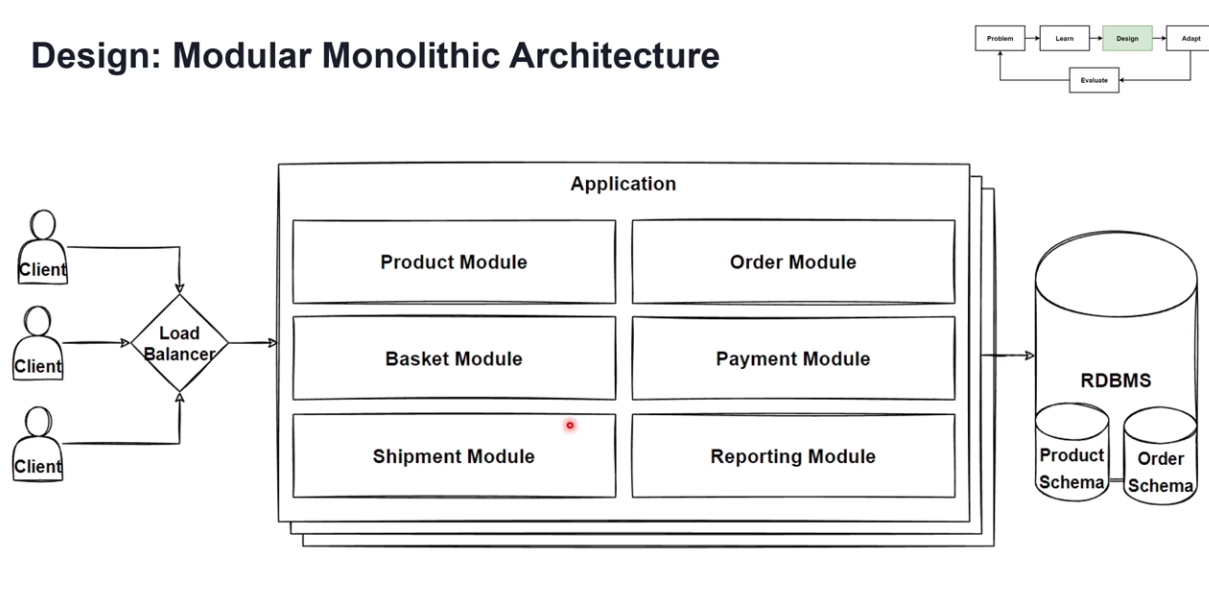 Design: Modular Monolithic Architecture
Problem
Learn
Design
Adapt
Evaluate
Application
Client
Client
Client
Load
Balancer
Product Module
Order Module
Basket Module
Payment Module
Shipment Module
Reporting Module
RDBMS
Product
Schema
Order
Schema